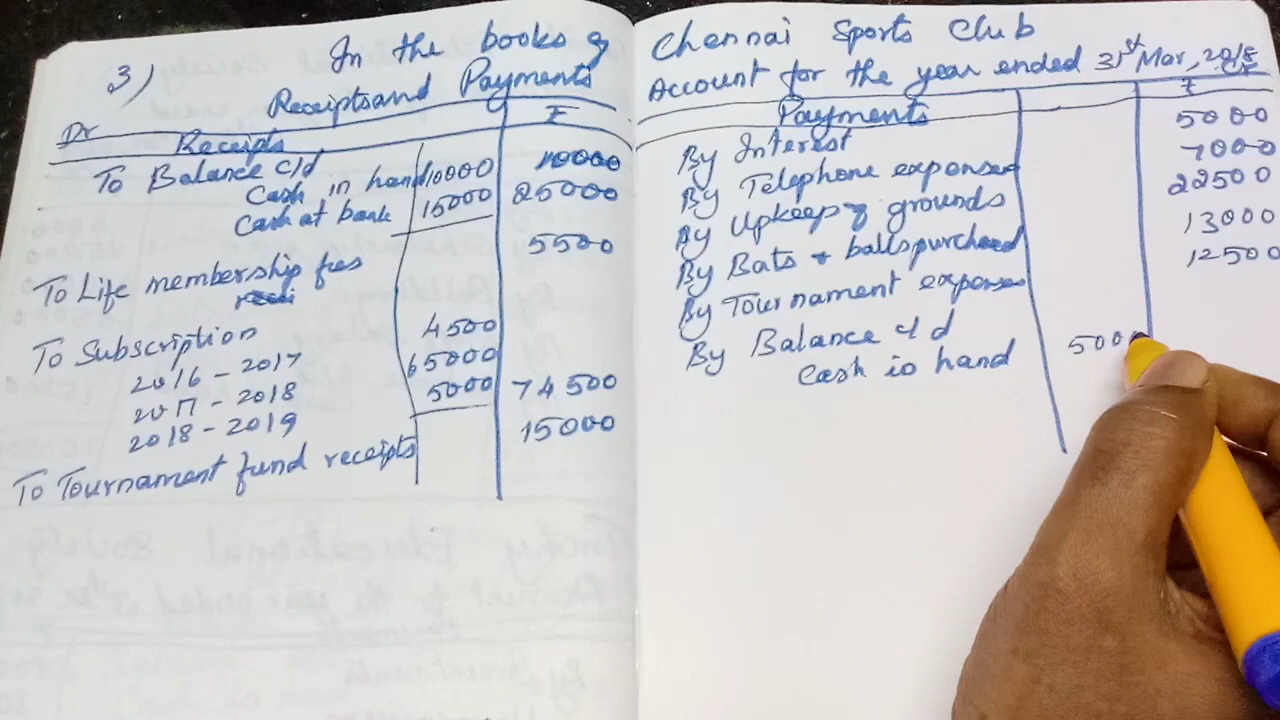 3)
In the books of
Receipts and Payments
Dr
Receipts
₹
To Balance c/d 10000
Cash in hand 10000
Cash at bank 15000 25000
To Life membership fees 5500
To Subscription
2016 - 2017 4500
2017 - 2018 65000
2018 - 2019 5000 74500
To Tournament fund receipts 15000
Chennai Sports Club
Account for the year ended 31st Mar, 2018
Cr
Payments ₹
By Interest 5000
By Telephone expenses 7000
By Upkeep of grounds 22500
By Bats & balls purchased 13000
By Tournament expenses 12500
By Balance c/d
Cash in hand 5000